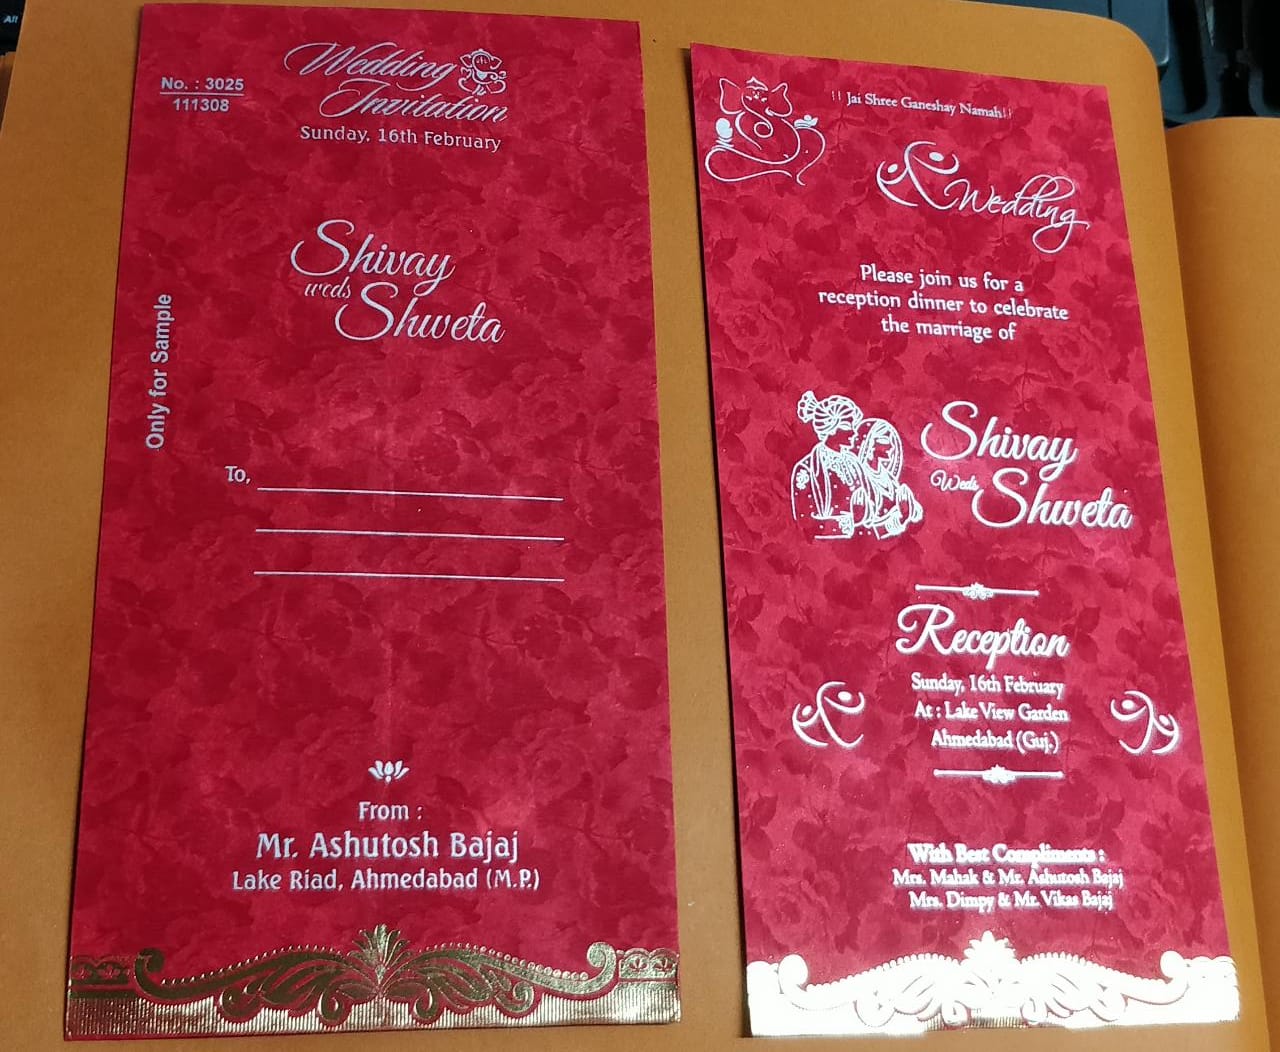 No. : 3025
111308
Wedding
Invitation
Sunday, 16th February
Shivay
weds
Shweta
Only for Sample
To,
From :
Mr. Ashutosh Bajaj
Lake Riad, Ahmedabad (M.P.)
|| Jai Shree Ganeshay Namah||
Wedding
Please join us for a
reception dinner to celebrate
the marriage of
Shivay
Weds
Shweta
Reception
Sunday, 16th February
At : Lake View Garden
Ahmedabad (Guj.)
With Best Compliments :
Mrs. Mahak & Mr. Ashutosh Bajaj
Mrs. Dimpy & Mr. Vikas Bajaj